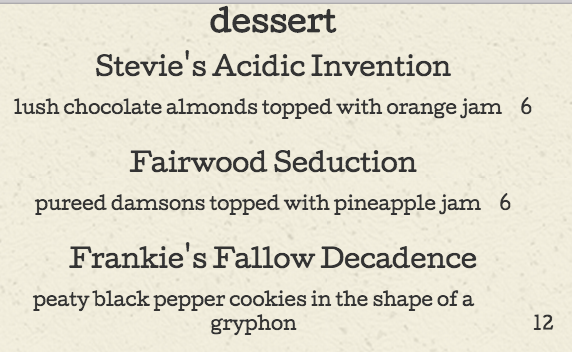 dessert
Stevie's Acidic Invention
lush chocolate almonds topped with orange jam 6
Fairwood Seduction
pureed damsons topped with pineapple jam 6
Frankie's Fallow Decadence
peaty black pepper cookies in the shape of a
gryphon 12